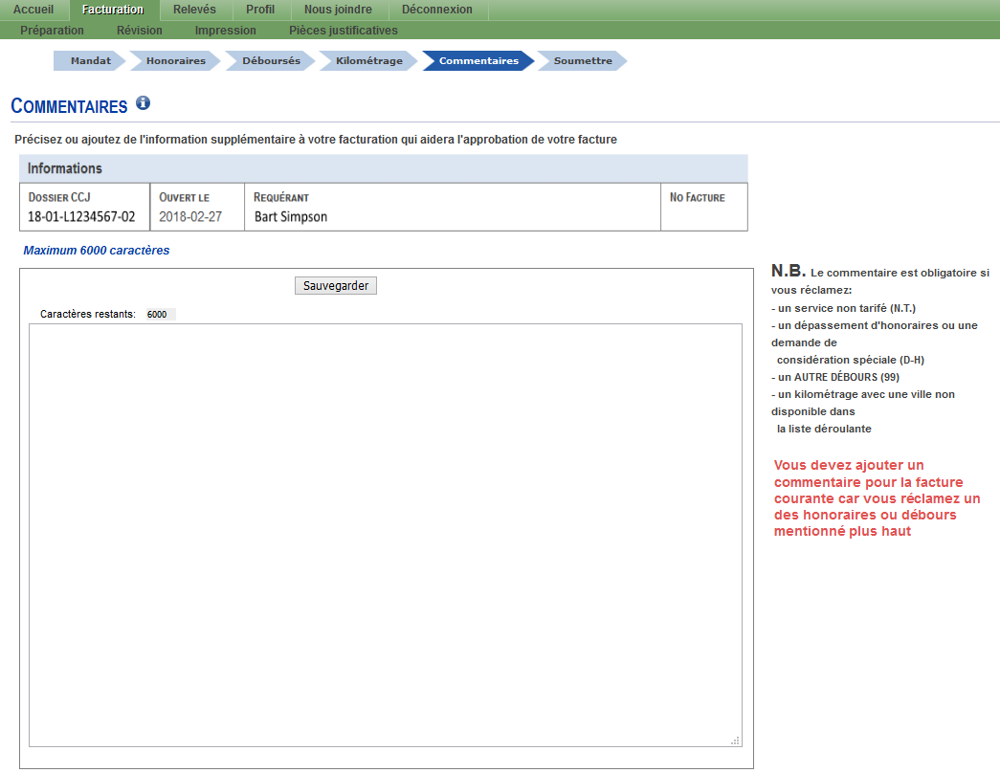 Accueil Facturation Relevés Profil Nous joindre Déconnexion
Préparation Révision Impression Pièces justificatives
Mandat Honoraires Déboursés Kilométrage Commentaires Soumettre
COMMENTAIRES
Précisez ou ajoutez de l'information supplémentaire à votre facturation qui aidera l'approbation de votre facture
Informations
DOSSIER CCJ OUVERT LE REQUÉRANT NO FACTURE
18-01-L1234567-02 2018-02-27 Bart Simpson
Maximum 6000 caractères
Sauvegarder
Caractères restants: 6000
N.B. Le commentaire est obligatoire si
vous réclamez:
- un service non tarifé (N.T.)
- un dépassement d'honoraires ou une
demande de
considération spéciale (D-H)
- un AUTRE DÉBOURS (99)
- un kilométrage avec une ville non
disponible dans
la liste déroulante
Vous devez ajouter un
commentaire pour la facture
courante car vous réclamez un
des honoraires ou débours
mentionné plus haut